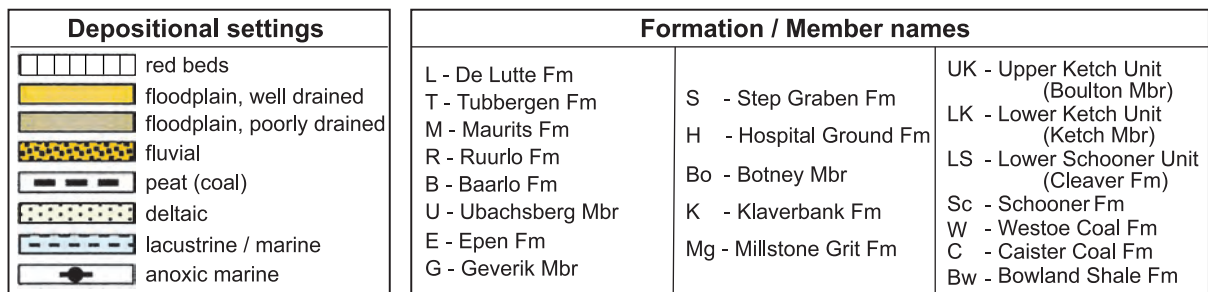 Depositional settings
red beds
floodplain, well drained
floodplain, poorly drained
fluvial
peat (coal)
deltaic
lacustrine / marine
anoxic marine
Formation / Member names
L - De Lutte Fm
T - Tubbergen Fm
M - Maurits Fm
R - Ruurlo Fm
B - Baarlo Fm
U - Ubachsberg Mbr
E - Epen Fm
G - Geverik Mbr
S - Step Graben Fm
H - Hospital Ground Fm
Bo - Botney Mbr
K - Klaverbank Fm
Mg - Millstone Grit Fm
UK - Upper Ketch Unit
(Boulton Mbr)
LK - Lower Ketch Unit
(Ketch Mbr)
LS - Lower Schooner Unit
(Cleaver Fm)
Sc - Schooner Fm
W - Westoe Coal Fm
C - Caister Coal Fm
Bw - Bowland Shale Fm